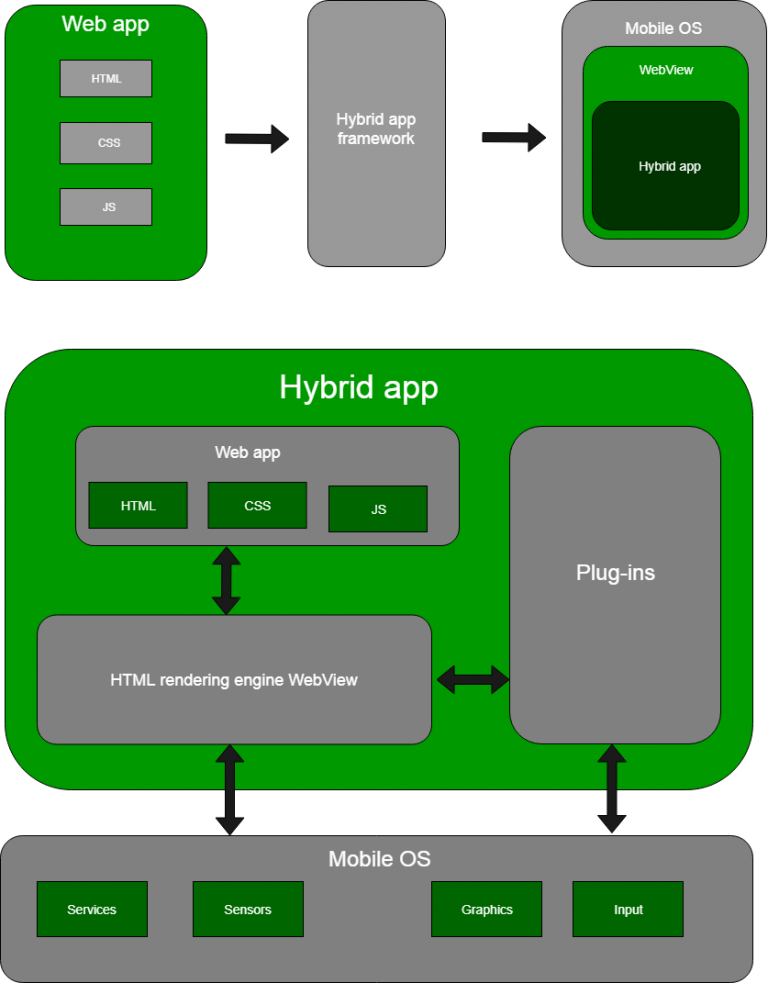 Web app
HTML
CSS
JS
Hybrid app
framework
Mobile OS
WebView
Hybrid app
Hybrid app
Web app
HTML
CSS
JS
Plug-ins
HTML rendering engine WebView
Mobile OS
Services
Sensors
Graphics
Input